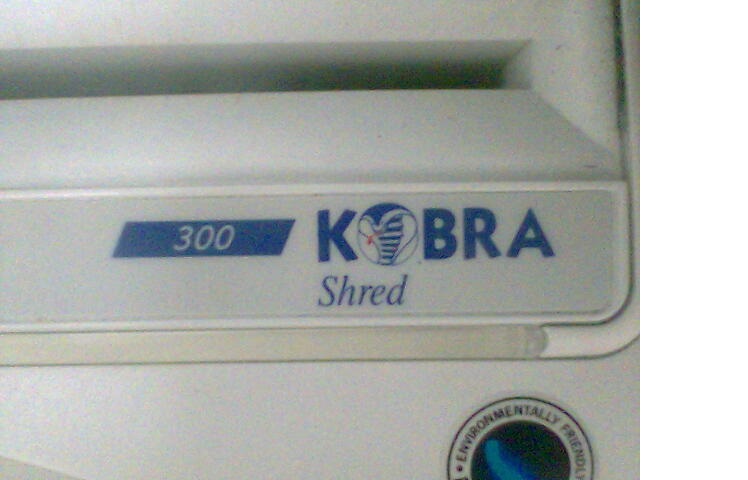 300 KOBRA
Shred
• ENVIRONMENTALLY FRIENDLY